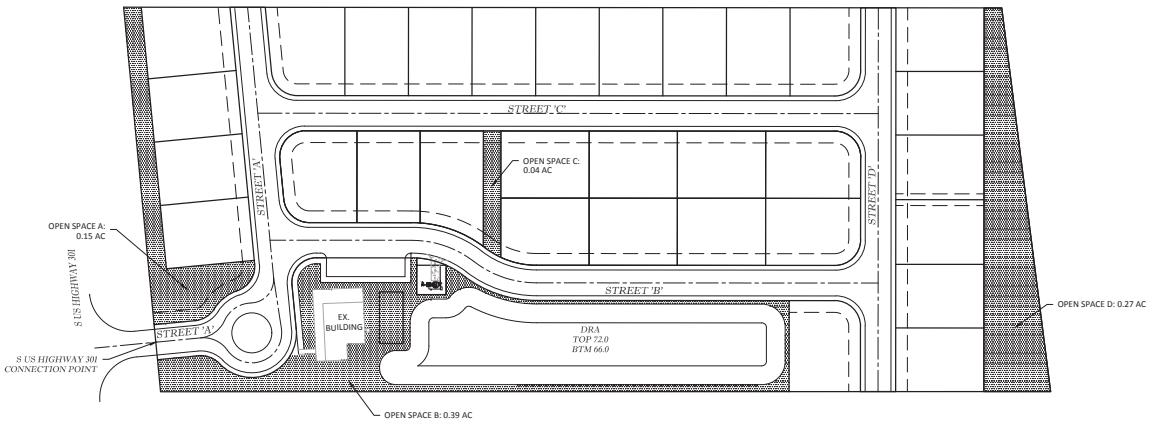 STREET 'C'
OPEN SPACE C:
0.04 AC
STREET 'A'
STREET 'D'
OPEN SPACE A:
0.15 AC
S US HIGHWAY 301
STREET 'B'
EX.
BUILDING
DRA
TOP 72.0
BTM 66.0
OPEN SPACE D: 0.27 AC
STREET 'A'
S US HIGHWAY 301
CONNECTION POINT
OPEN SPACE B: 0.39 AC